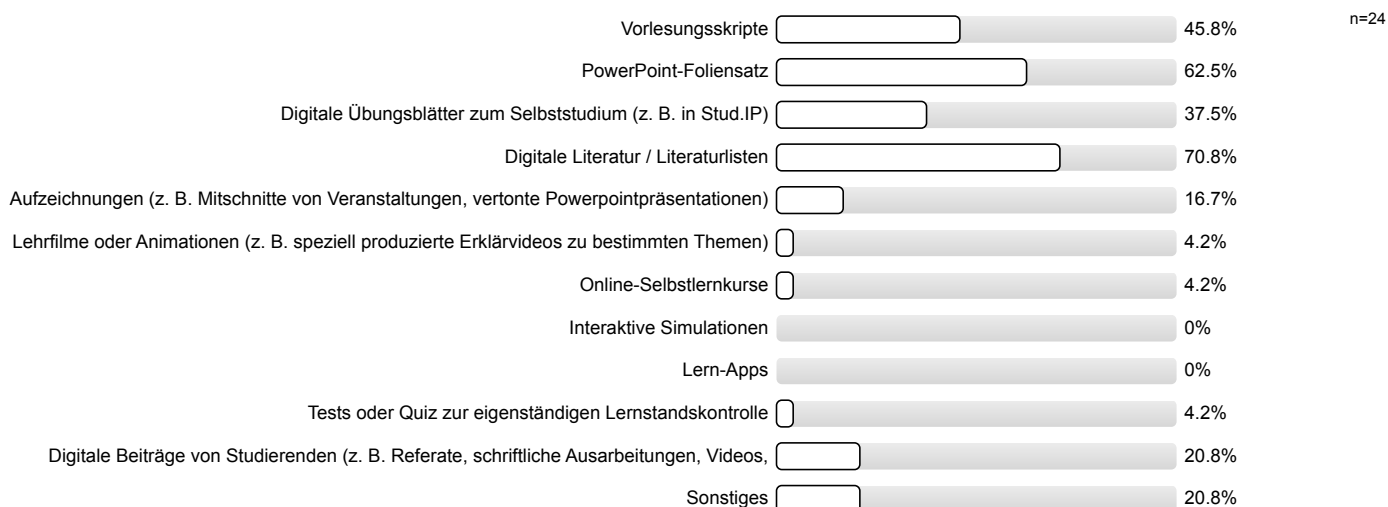 n=24
Vorlesungsskripte 45.8%
PowerPoint-Foliensatz 62.5%
Digitale Übungsblätter zum Selbststudium (z. B. in Stud.IP) 37.5%
Digitale Literatur / Literaturlisten 70.8%
Aufzeichnungen (z. B. Mitschnitte von Veranstaltungen, vertonte Powerpointpräsentationen) 16.7%
Lehrfilme oder Animationen (z. B. speziell produzierte Erklärvideos zu bestimmten Themen) 4.2%
Online-Selbstlernkurse 4.2%
Interaktive Simulationen 0%
Lern-Apps 0%
Tests oder Quiz zur eigenständigen Lernstandskontrolle 4.2%
Digitale Beiträge von Studierenden (z. B. Referate, schriftliche Ausarbeitungen, Videos, 20.8%
Sonstiges 20.8%